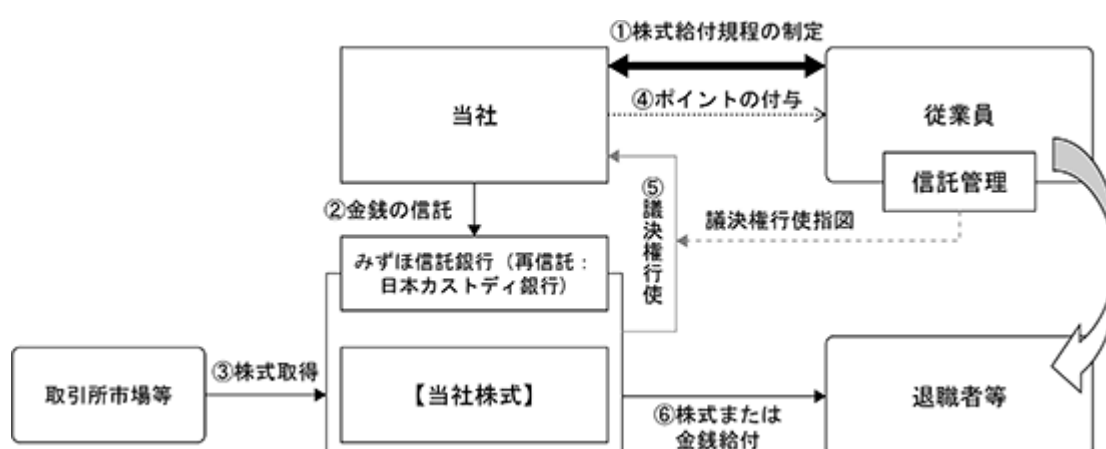 ①株式給付規程の制定
当社
④ポイントの付与
従業員
信託管理
②金銭の信託
⑤議決権行使
議決権行使指図
みずほ信託銀行（再信託：
日本カストディ銀行）
取引所市場等
③株式取得
【当社株式】
⑥株式または
金銭給付
退職者等